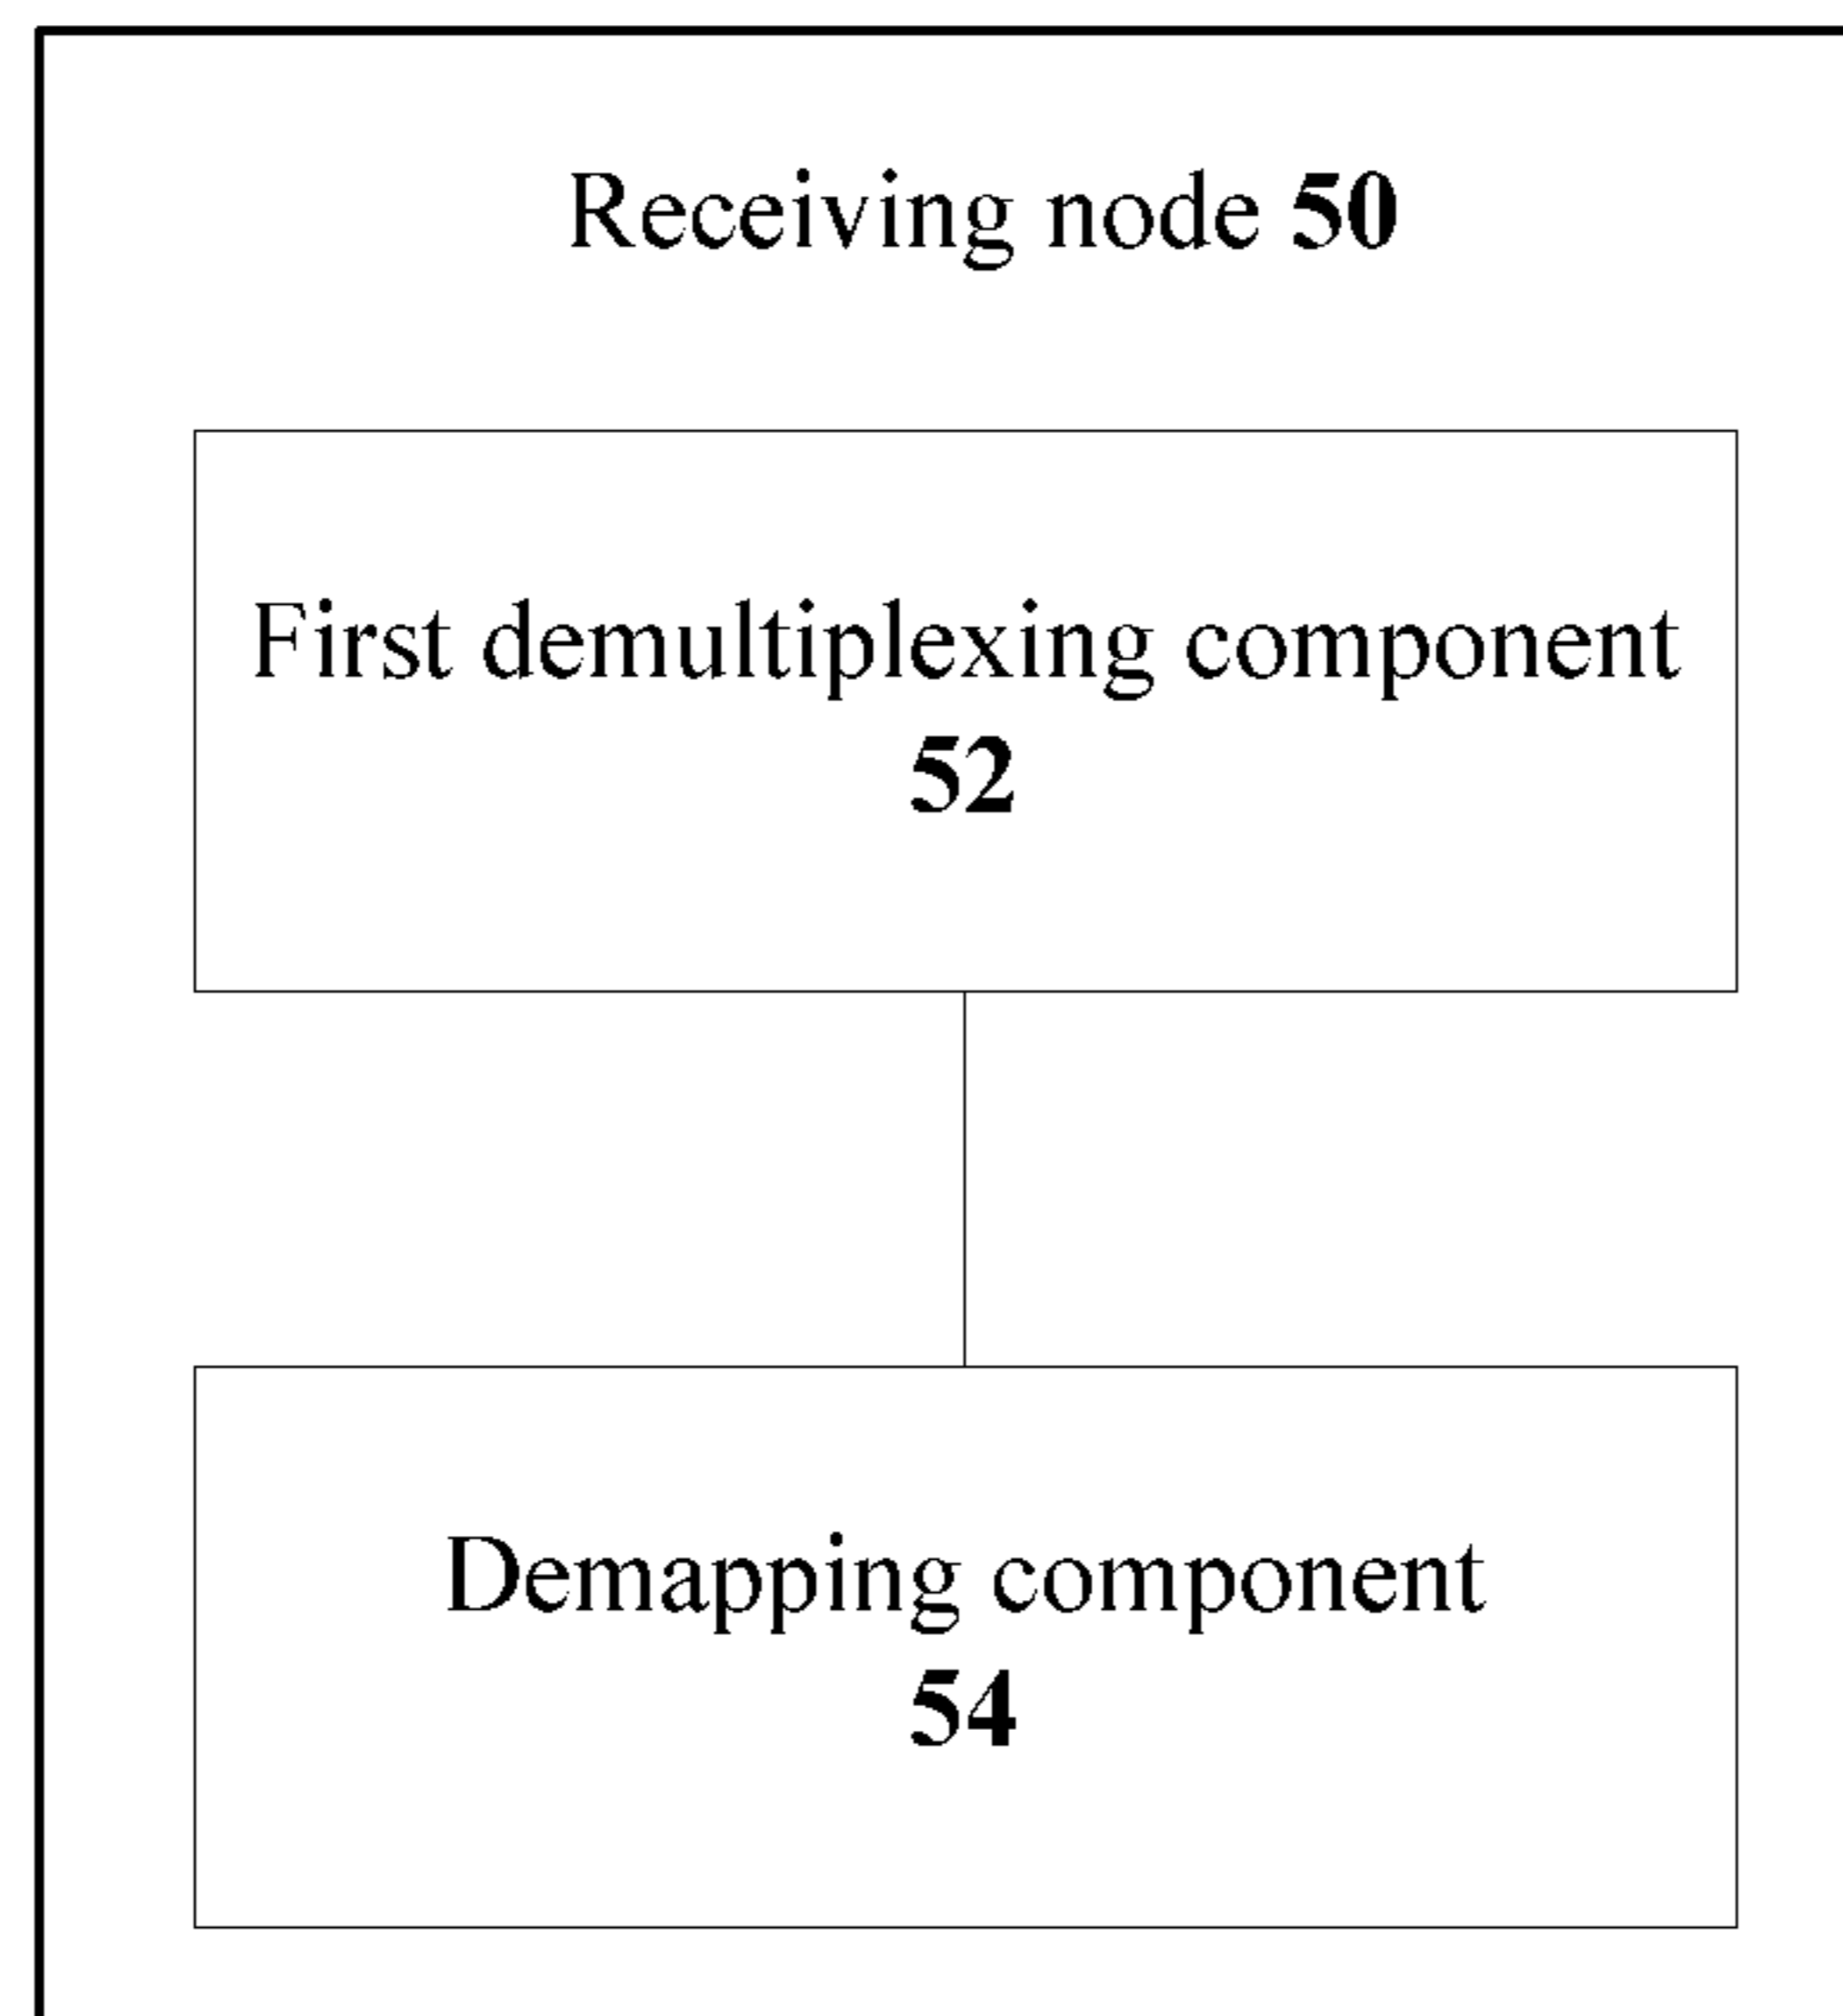 Receiving node 50
First demultiplexing component
52
Demapping component
54